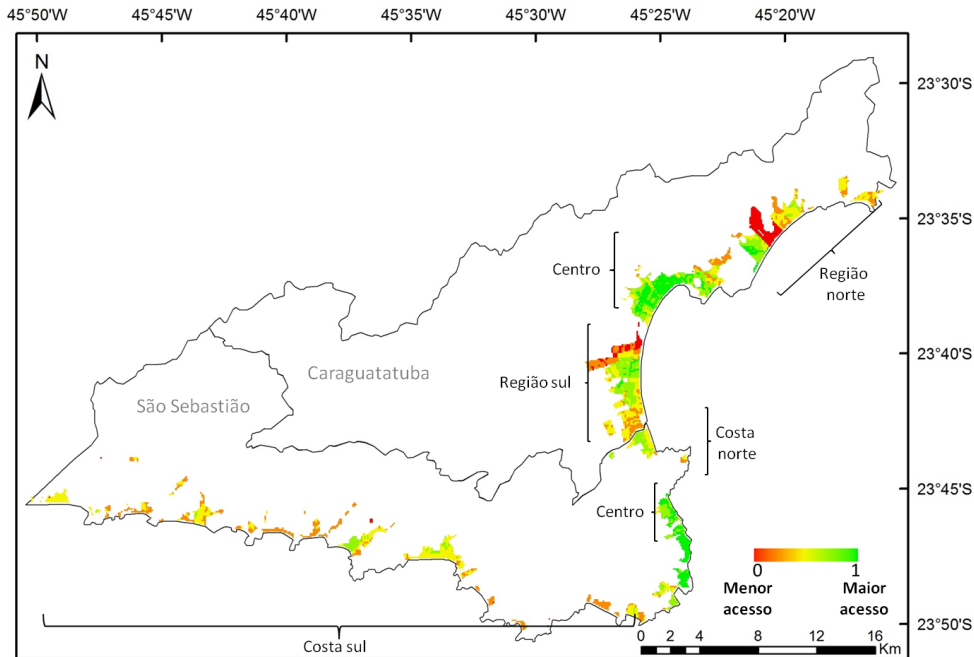 45°50'W 45°45'W 45°40'W 45°35'W 45°30'W 45°25'W 45°20'W
N
23°30'S
23°35'S
Centro
Região
norte
23°40'S
Caraguatatuba
Região sul
São Sebastião
Costa
norte
23°45'S
Centro
0 1
Menor
acesso
Maior
acesso
23°50'S
0 2 4 8 12 16
Km
Costa sul